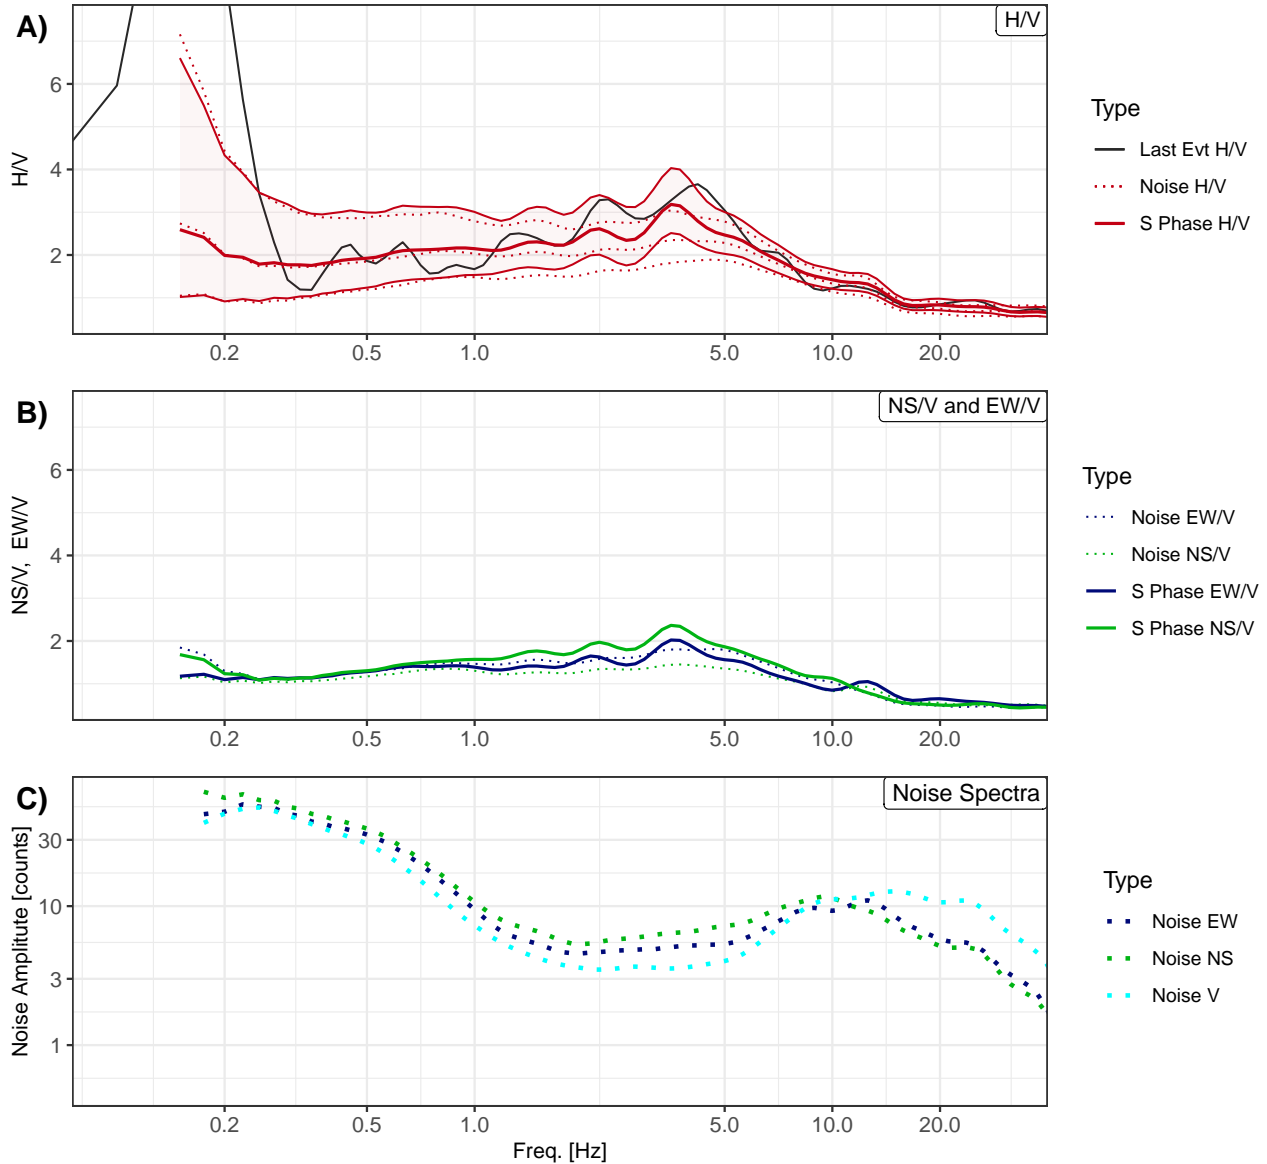 A)
H/V
6
4
2
H/V
0.2 0.5 1.0 5.0 10.0 20.0
Type
Last Evt H/V
Noise H/V
S Phase H/V
B)
NS/V and EW/V
6
4
2
NS/V, EW/V
0.2 0.5 1.0 5.0 10.0 20.0
Type
Noise EW/V
Noise NS/V
S Phase EW/V
S Phase NS/V
C)
Noise Spectra
30
10
3
1
Noise Amplitute [counts]
0.2 0.5 1.0 5.0 10.0 20.0
Freq. [Hz]
Type
Noise EW
Noise NS
Noise V